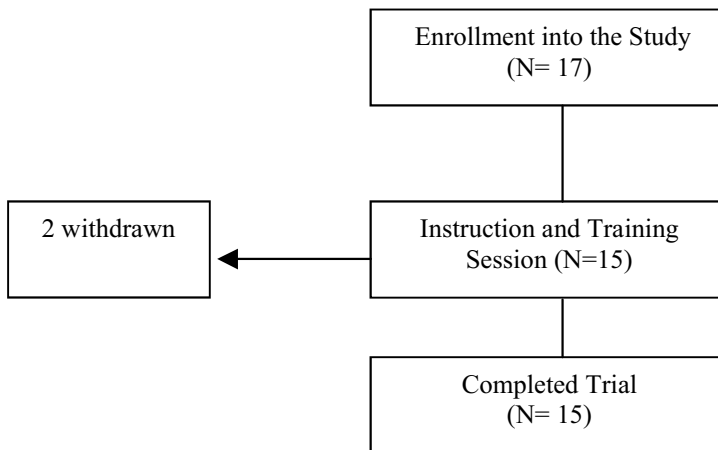 Enrollment into the Study
(N= 17)
2 withdrawn
Instruction and Training
Session (N=15)
Completed Trial
(N= 15)